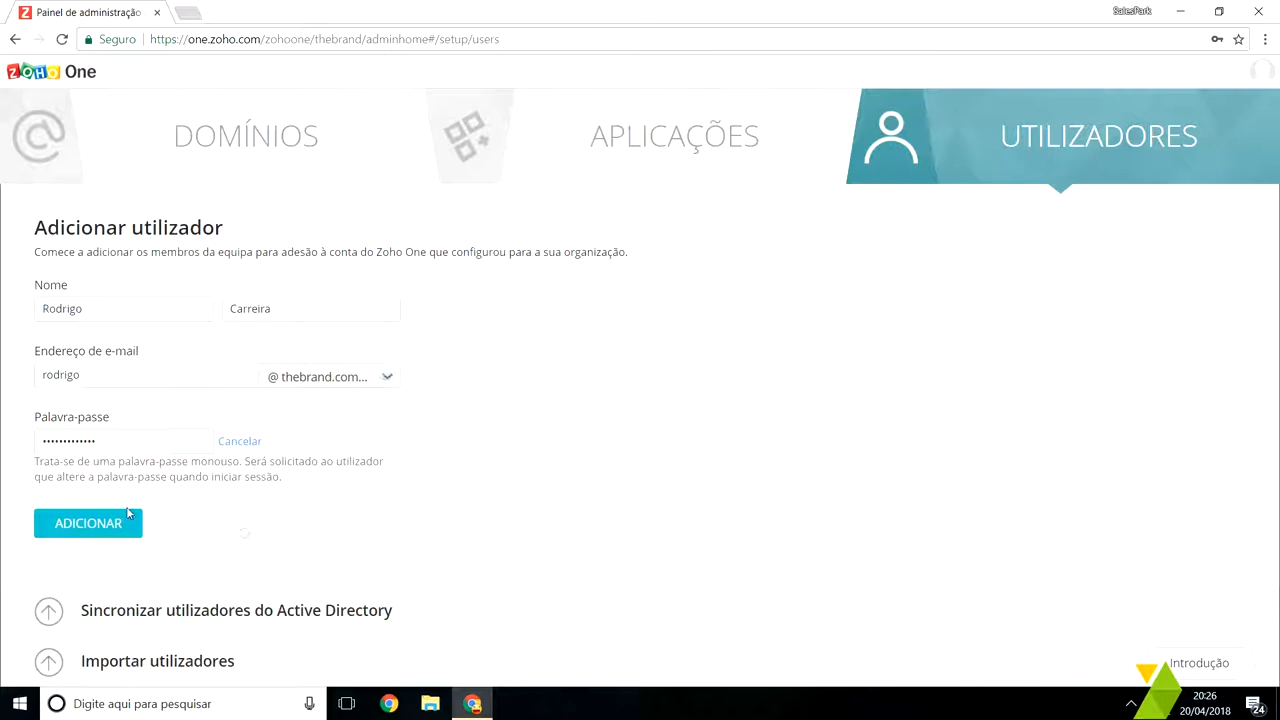 Painel de administração
SalesPark
Seguro
https://one.zoho.com/zohoone/thebrand/adminhome#/setup/users
ZOHO One
DOMÍNIOS
APLICAÇÕES
UTILIZADORES
Adicionar utilizador
Comece a adicionar os membros da equipa para adesão à conta do Zoho One que configurou para a sua organização.
Nome
Rodrigo
Carreira
Endereço de e-mail
rodrigo
@ thebrand.com...
Palavra-passe
•••••••••••••
Cancelar
Trata-se de uma palavra-passe monouso. Será solicitado ao utilizador
que altere a palavra-passe quando iniciar sessão.
ADICIONAR
Sincronizar utilizadores do Active Directory
Importar utilizadores
Introdução
Digite aqui para pesquisar
20:26
20/04/2018
24